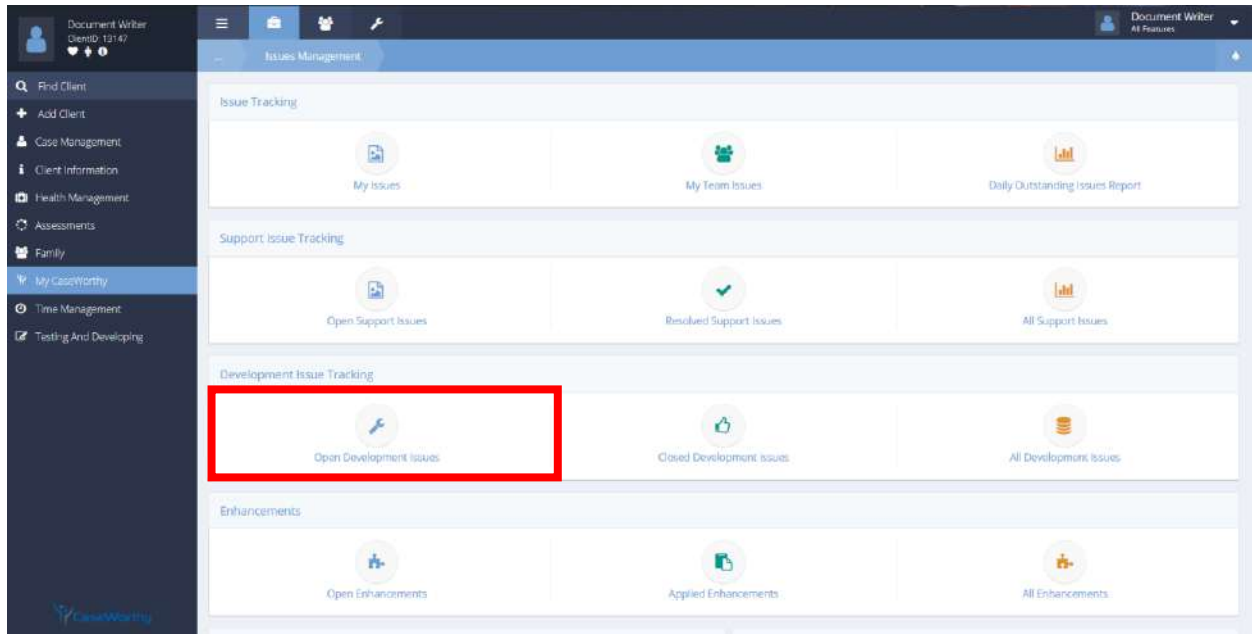 Document Writer
ClientID: 13147
Find Client
Add Client
Case Management
Client Information
Health Management
Assessments
Family
My CaseWorthy
Time Management
Testing And Developing
CaseWorthy
Document Writer
All Features
... Issues Management
Issue Tracking
My Issues My Team Issues Daily Outstanding Issues Report
Support Issue Tracking
Open Support Issues Resolved Support Issues All Support Issues
Development Issue Tracking
Open Development Issues Closed Development Issues All Development Issues
Enhancements
Open Enhancements Applied Enhancements All Enhancements